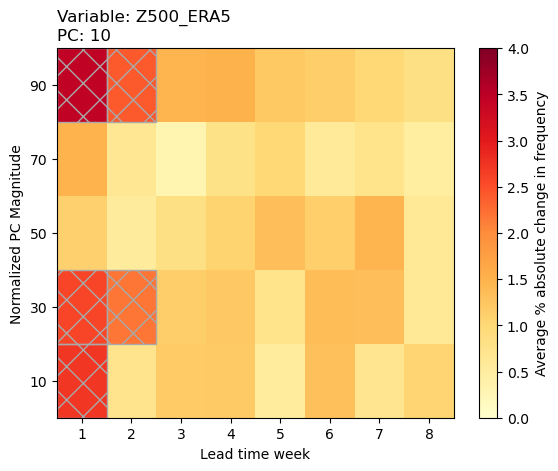 Variable: Z500_ERA5
PC: 10
90
70
50
30
10
Normalized PC Magnitude
1 2 3 4 5 6 7 8
Lead time week
4.0
3.5
3.0
2.5
2.0
1.5
1.0
0.5
0.0
Average % absolute change in frequency